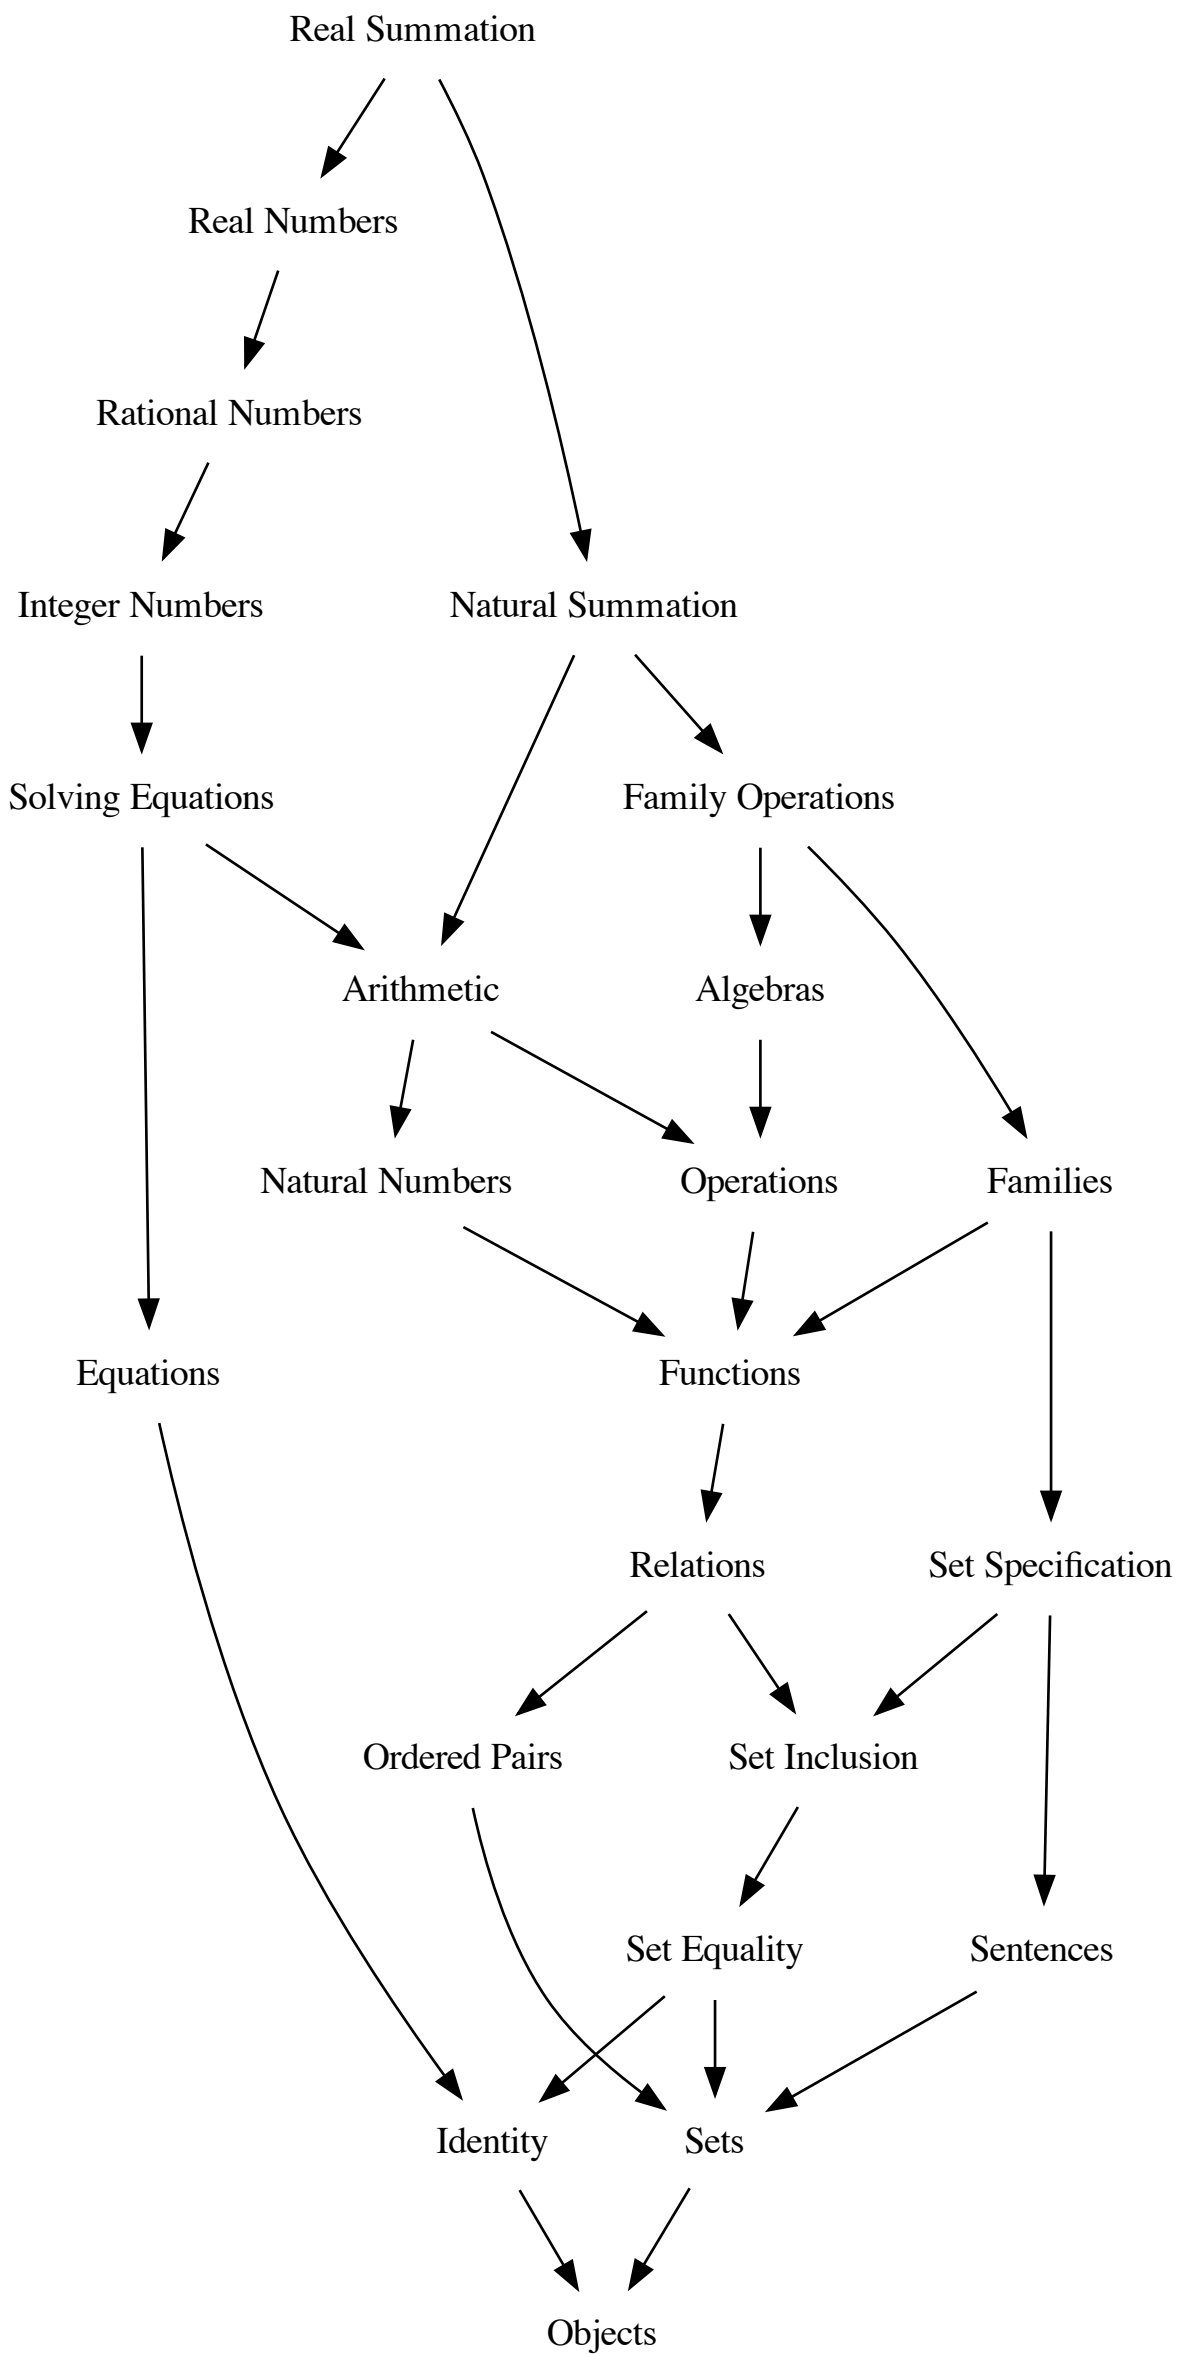 Real Summation
Real Numbers
Rational Numbers
Integer Numbers
Natural Summation
Solving Equations
Family Operations
Arithmetic
Algebras
Natural Numbers
Operations
Families
Equations
Functions
Relations
Set Specification
Ordered Pairs
Set Inclusion
Set Equality
Sentences
Identity
Sets
Objects